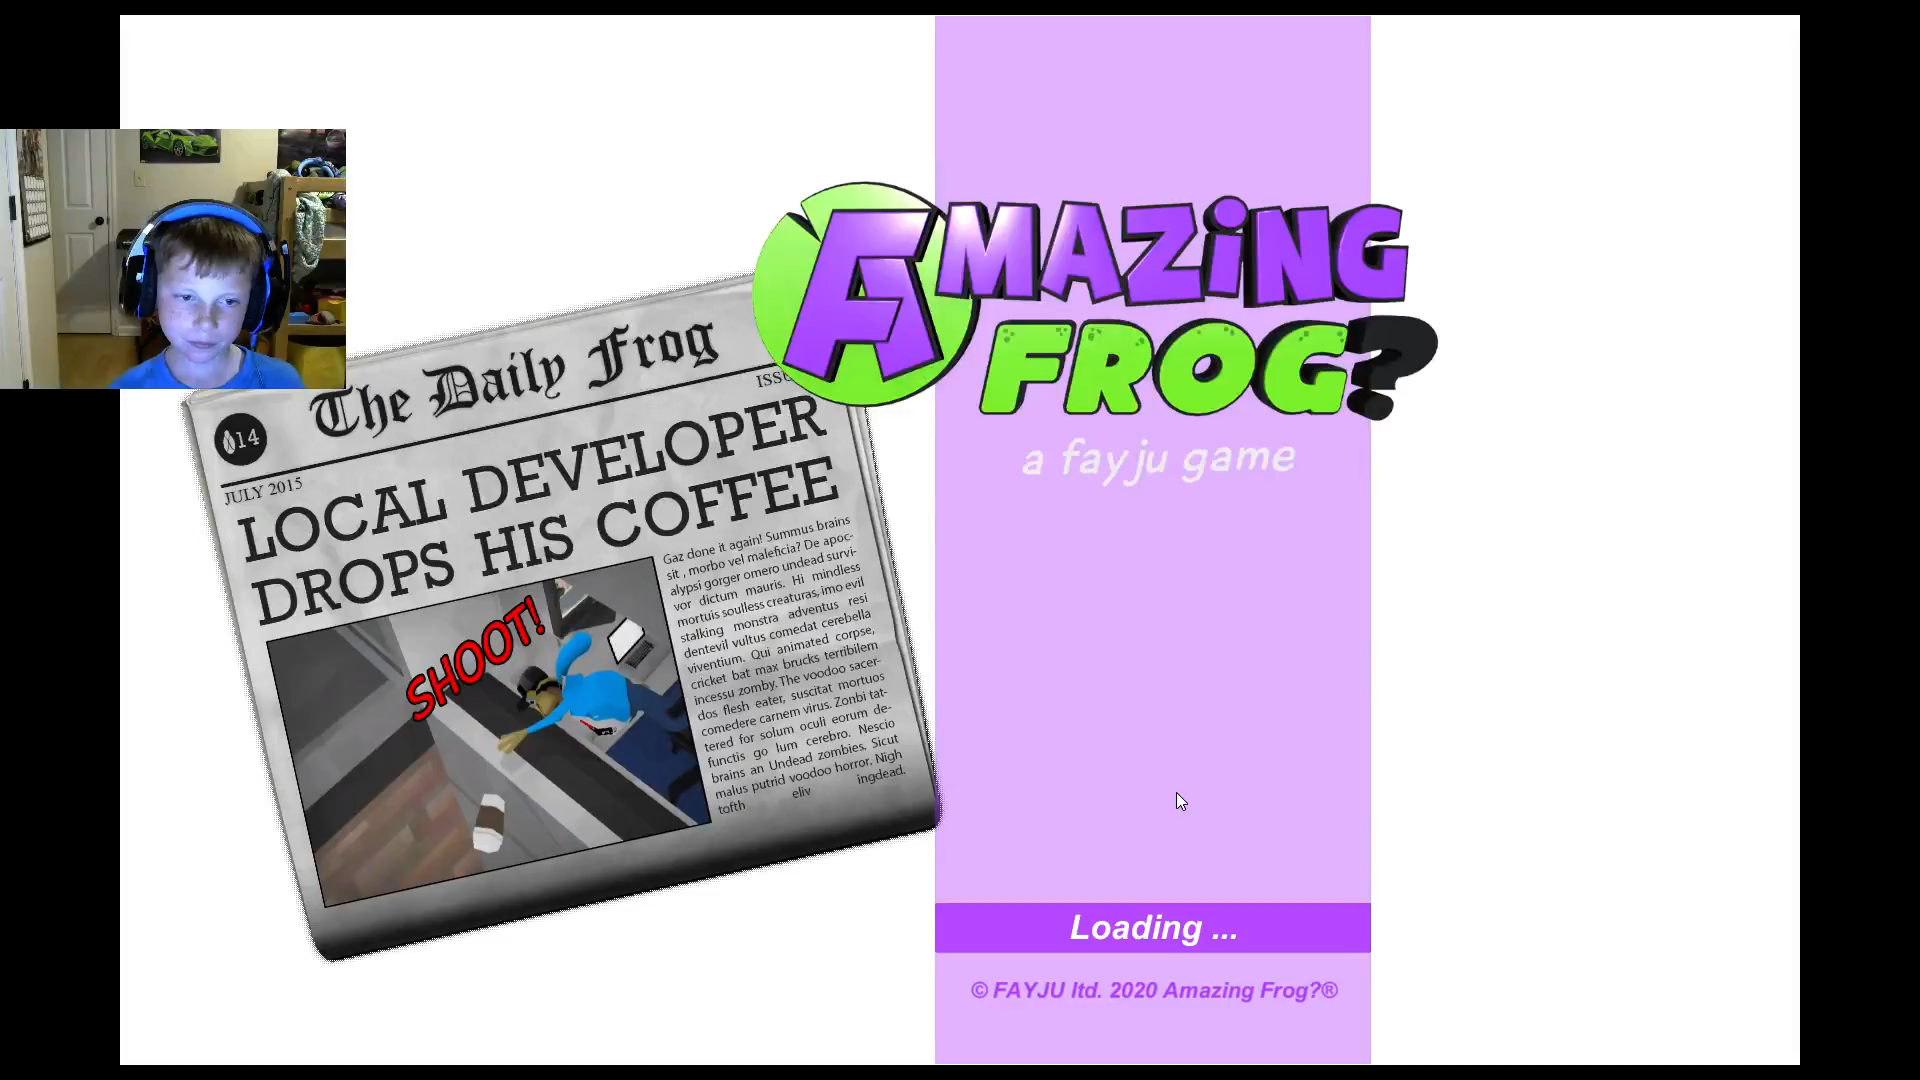 The Daily Frog
ISSU
14
JULY 2015
LOCAL DEVELOPER
DROPS HIS COFFEE
SHOOT!
Gaz done it again! Summus brains
sit , morbo vel maleficia? De apoc-
alypsi gorger omero undead survi-
vor dictum mauris. Hi mindless
mortuis soulless creaturas, imo evil
stalking monstra adventus resi
dentevil vultus comedat cerebella
viventium. Qui animated corpse,
cricket bat max brucks terribilem
incessu zomby. The voodoo sacer-
dos flesh eater, suscitat mortuos
comedere carnem virus. Zonbi tat-
tered for solum oculi eorum de-
functis go lum cerebro. Nescio
brains an Undead zombies. Sicut
malus putrid voodoo horror. Nigh
tofth eliv ingdead.
AMAZiNG
FROG?
a fayju game
Loading ...
© FAYJU ltd. 2020 Amazing Frog?®